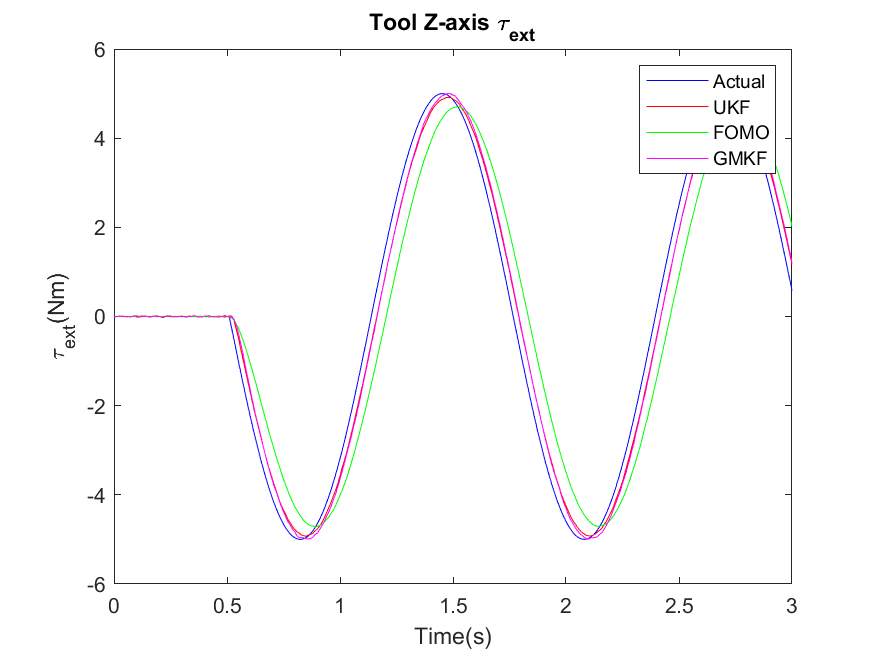 Tool Z-axis τext
6
4
2
0
-2
-4
-6
τext(Nm)
Actual
UKF
FOMO
GMKF
0
0.5
1
1.5
2
2.5
3
Time(s)